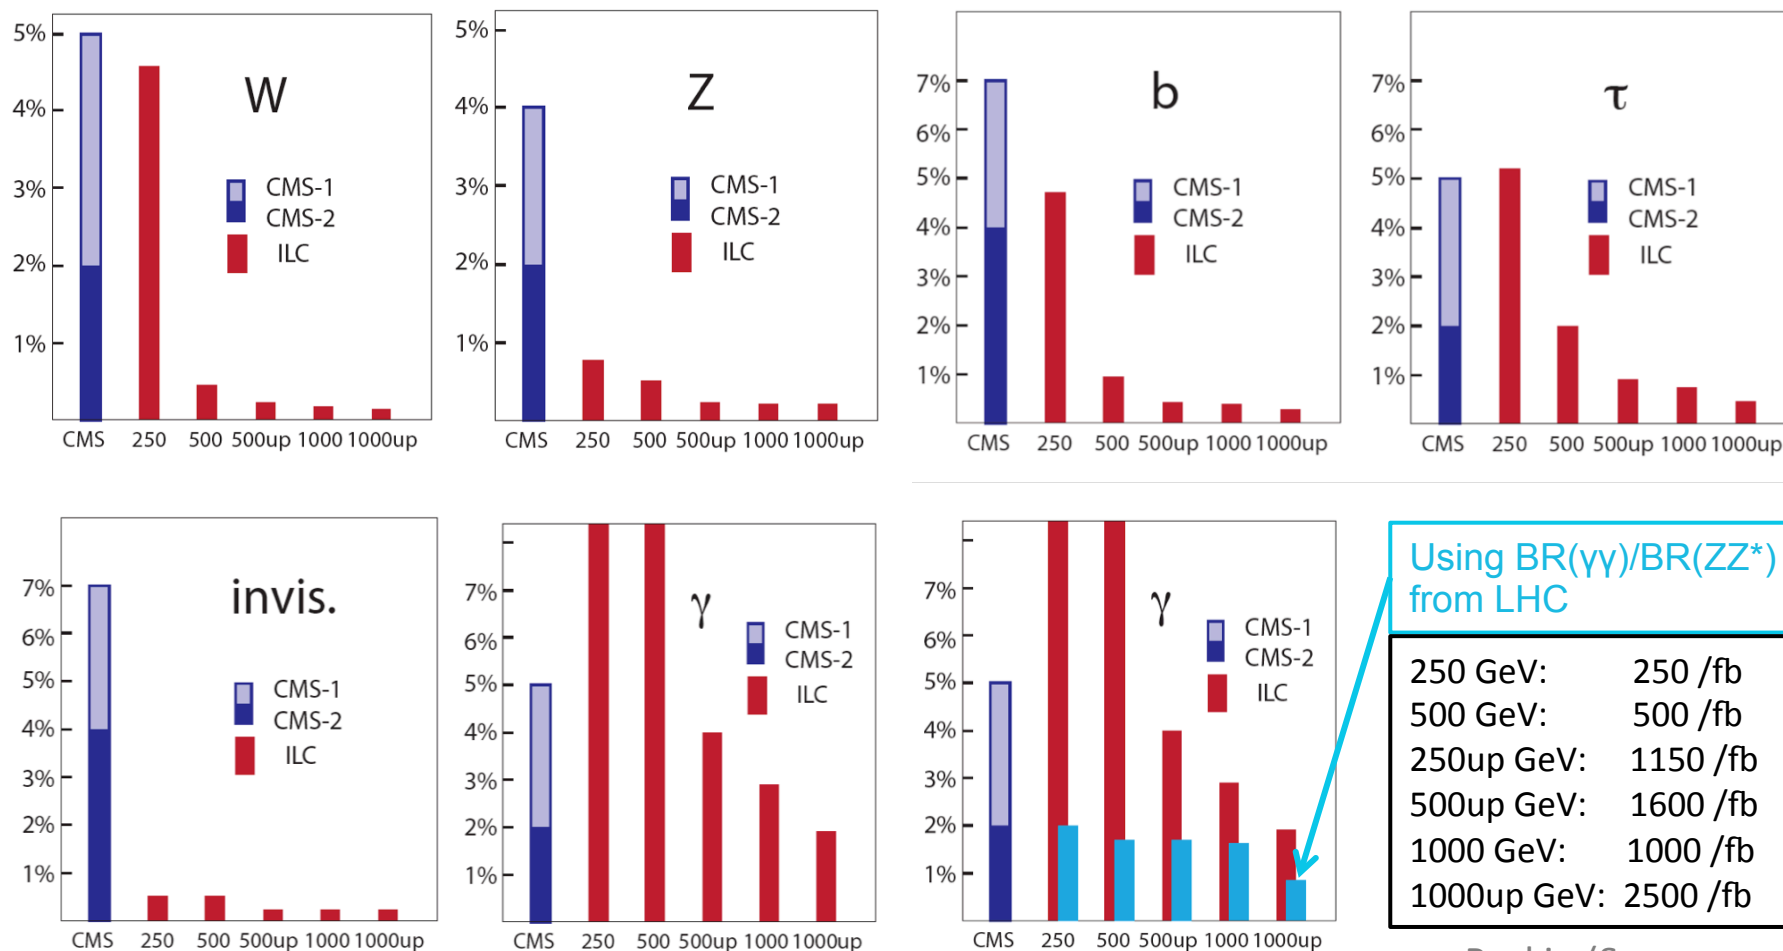 5%
4%
3%
2%
1%
W
CMS-1
CMS-2
ILC
CMS 250 500 500up 1000 1000up
5%
4%
3%
2%
1%
Z
CMS-1
CMS-2
ILC
CMS 250 500 500up 1000 1000up
7%
6%
5%
4%
3%
2%
1%
b
CMS-1
CMS-2
ILC
CMS 250 500 500up 1000 1000up
7%
6%
5%
4%
3%
2%
1%
τ
CMS-1
CMS-2
ILC
CMS 250 500 500up 1000 1000up
7%
6%
5%
4%
3%
2%
1%
invis.
CMS-1
CMS-2
ILC
CMS 250 500 500up 1000 1000up
7%
6%
5%
4%
3%
2%
1%
γ
CMS-1
CMS-2
ILC
CMS 250 500 500up 1000 1000up
7%
6%
5%
4%
3%
2%
1%
γ
CMS-1
CMS-2
ILC
CMS 250 500 500up 1000 1000up
Using BR(γγ)/BR(ZZ*)
from LHC
250 GeV: 250 /fb
500 GeV: 500 /fb
250up GeV: 1150 /fb
500up GeV: 1600 /fb
1000 GeV: 1000 /fb
1000up GeV: 2500 /fb